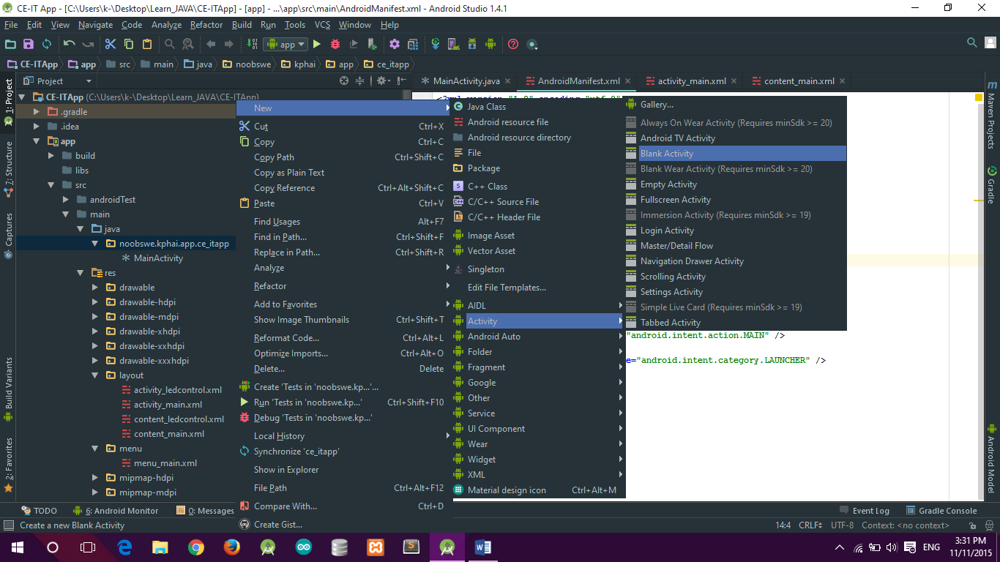 CE-IT App - [C:\Users\k-\Desktop\Learn_JAVA\CE-ITApp] - [app] - ...\app\src\main\AndroidManifest.xml - Android Studio 1.4.1
File Edit View Navigate Code Analyze Refactor Build Run Tools VCS Window Help
app
CE-ITApp app src main java noobswe kphai app ce_itapp
Project
MainActivity.java AndroidManifest.xml activity_main.xml content_main.xml
1: Project
7: Structure
Captures
Build Variants
2: Favorites
CE-ITApp (C:\Users\k-\Desktop\Learn_JAVA\CE-ITApp)
.gradle
.idea
app
build
libs
src
androidTest
main
java
noobswe.kphai.app.ce_itapp
MainActivity
res
drawable
drawable-hdpi
drawable-mdpi
drawable-xhdpi
drawable-xxhdpi
drawable-xxxhdpi
layout
activity_ledcontrol.xml
activity_main.xml
content_ledcontrol.xml
content_main.xml
menu
menu_main.xml
mipmap-hdpi
mipmap-mdpi
New
Cut Ctrl+X
Copy Ctrl+C
Copy Path Ctrl+Shift+C
Copy as Plain Text
Copy Reference Ctrl+Alt+Shift+C
Paste Ctrl+V
Find Usages Alt+F7
Find in Path... Ctrl+Shift+F
Replace in Path... Ctrl+Shift+R
Analyze
Refactor
Add to Favorites
Show Image Thumbnails Ctrl+Shift+T
Reformat Code... Ctrl+Alt+L
Optimize Imports... Ctrl+Alt+O
Delete... Delete
Create 'Tests in 'noobswe.kp...'...
Run 'Tests in 'noobswe.kp...' Ctrl+Shift+F10
Debug 'Tests in 'noobswe.kp...'
Local History
Synchronize 'ce_itapp'
Show in Explorer
File Path Ctrl+Alt+F12
Compare With... Ctrl+D
Create Gist...
Java Class
Android resource file
Android resource directory
File
Package
C++ Class
C/C++ Source File
C/C++ Header File
Image Asset
Vector Asset
Singleton
Edit File Templates...
AIDL
Activity
Android Auto
Folder
Fragment
Google
Other
Service
UI Component
Wear
Widget
XML
Material design icon Ctrl+Alt+M
Gallery...
Always On Wear Activity (Requires minSdk >= 20)
Android TV Activity
Blank Activity
Blank Wear Activity (Requires minSdk >= 20)
Empty Activity
Fullscreen Activity
Immersion Activity (Requires minSdk >= 19)
Login Activity
Master/Detail Flow
Navigation Drawer Activity
Scrolling Activity
Settings Activity
Simple Live Card (Requires minSdk >= 19)
Tabbed Activity
"android.intent.action.MAIN" />
e="android.intent.category.LAUNCHER" />
Maven Projects
Gradle
Android Model
TODO 6: Android Monitor 0: Messages Event Log Gradle Console
Create a new Blank Activity 14:4 CRLF UTF-8 Context: <no context>
ENG 3:31 PM
11/11/2015